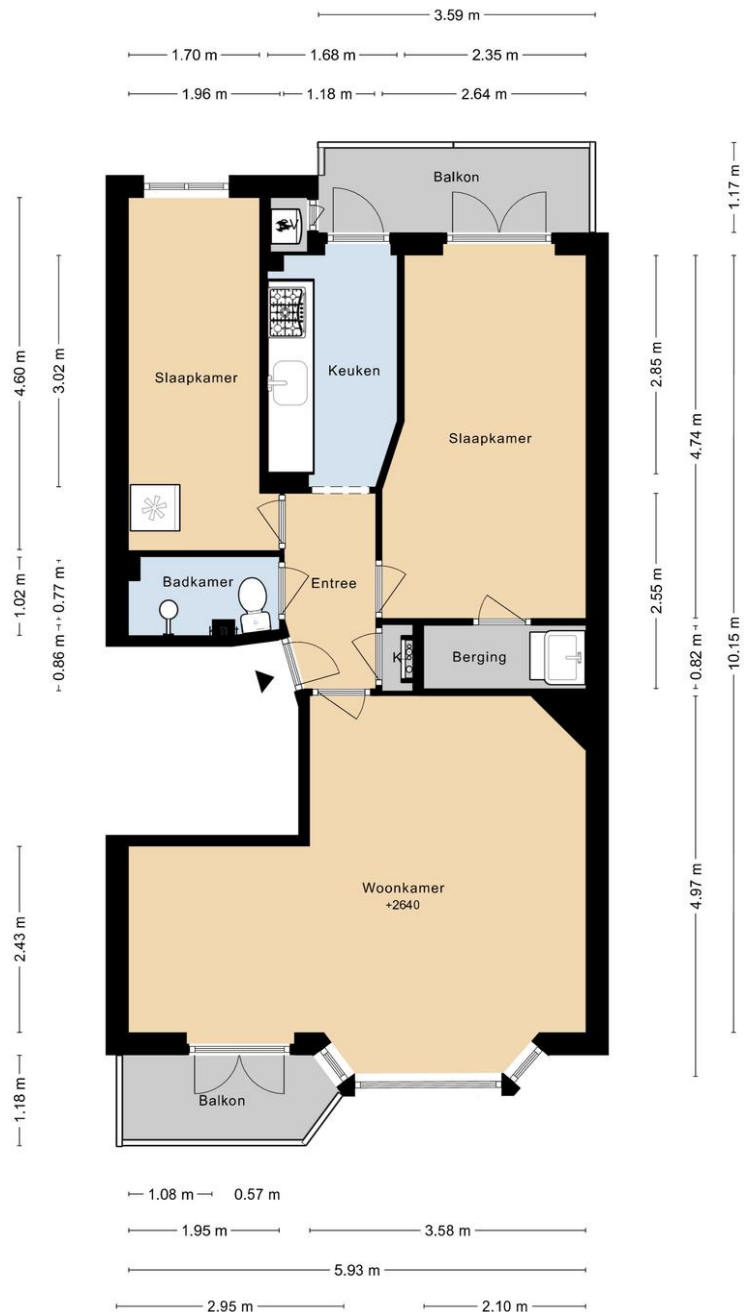 3.59 m
1.70 m 1.68 m 2.35 m
1.96 m 1.18 m 2.64 m
Balkon
1.17 m
4.60 m
3.02 m
Slaapkamer
Keuken
Slaapkamer
2.85 m
4.74 m
10.15 m
1.02 m
0.77 m
Badkamer
Entree
2.55 m
0.86 m
K
Berging
0.82 m
Woonkamer
+2640
4.97 m
2.43 m
1.18 m
Balkon
1.08 m 0.57 m
1.95 m 3.58 m
5.93 m
2.95 m 2.10 m